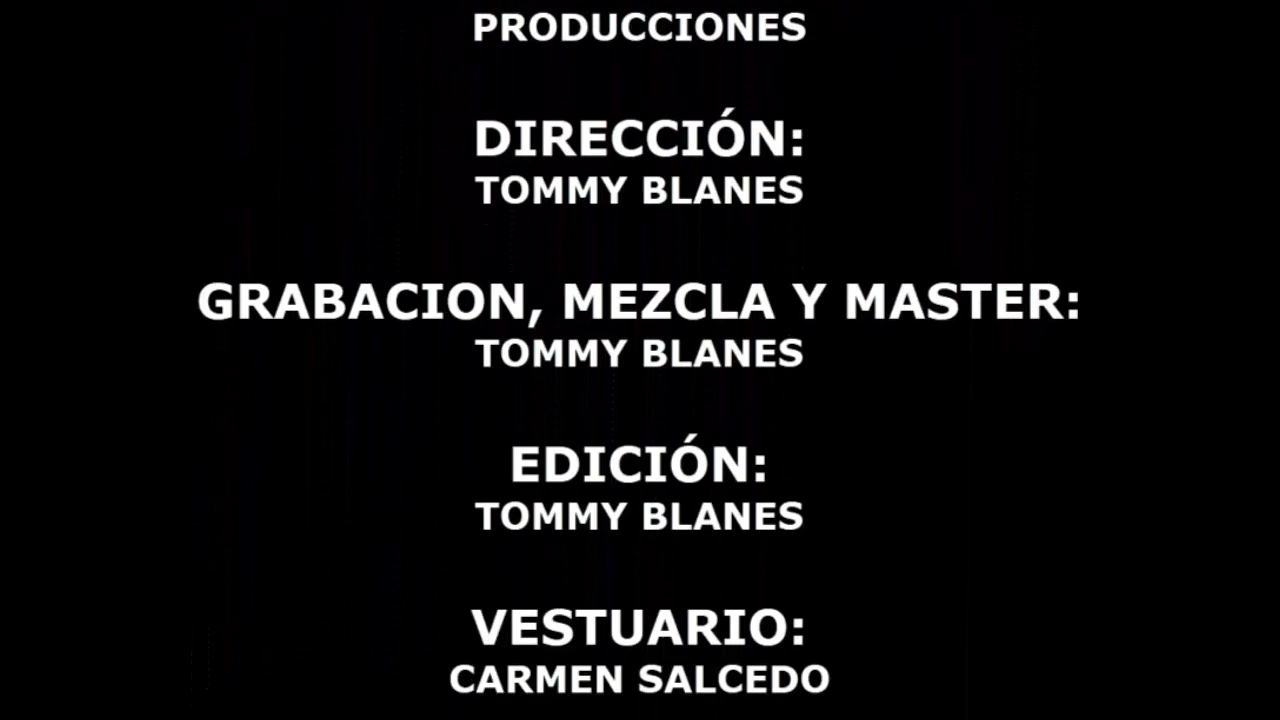 PRODUCCIONES
DIRECCIÓN:
TOMMY BLANES
GRABACION, MEZCLA Y MASTER:
TOMMY BLANES
EDICIÓN:
TOMMY BLANES
VESTUARIO:
CARMEN SALCEDO